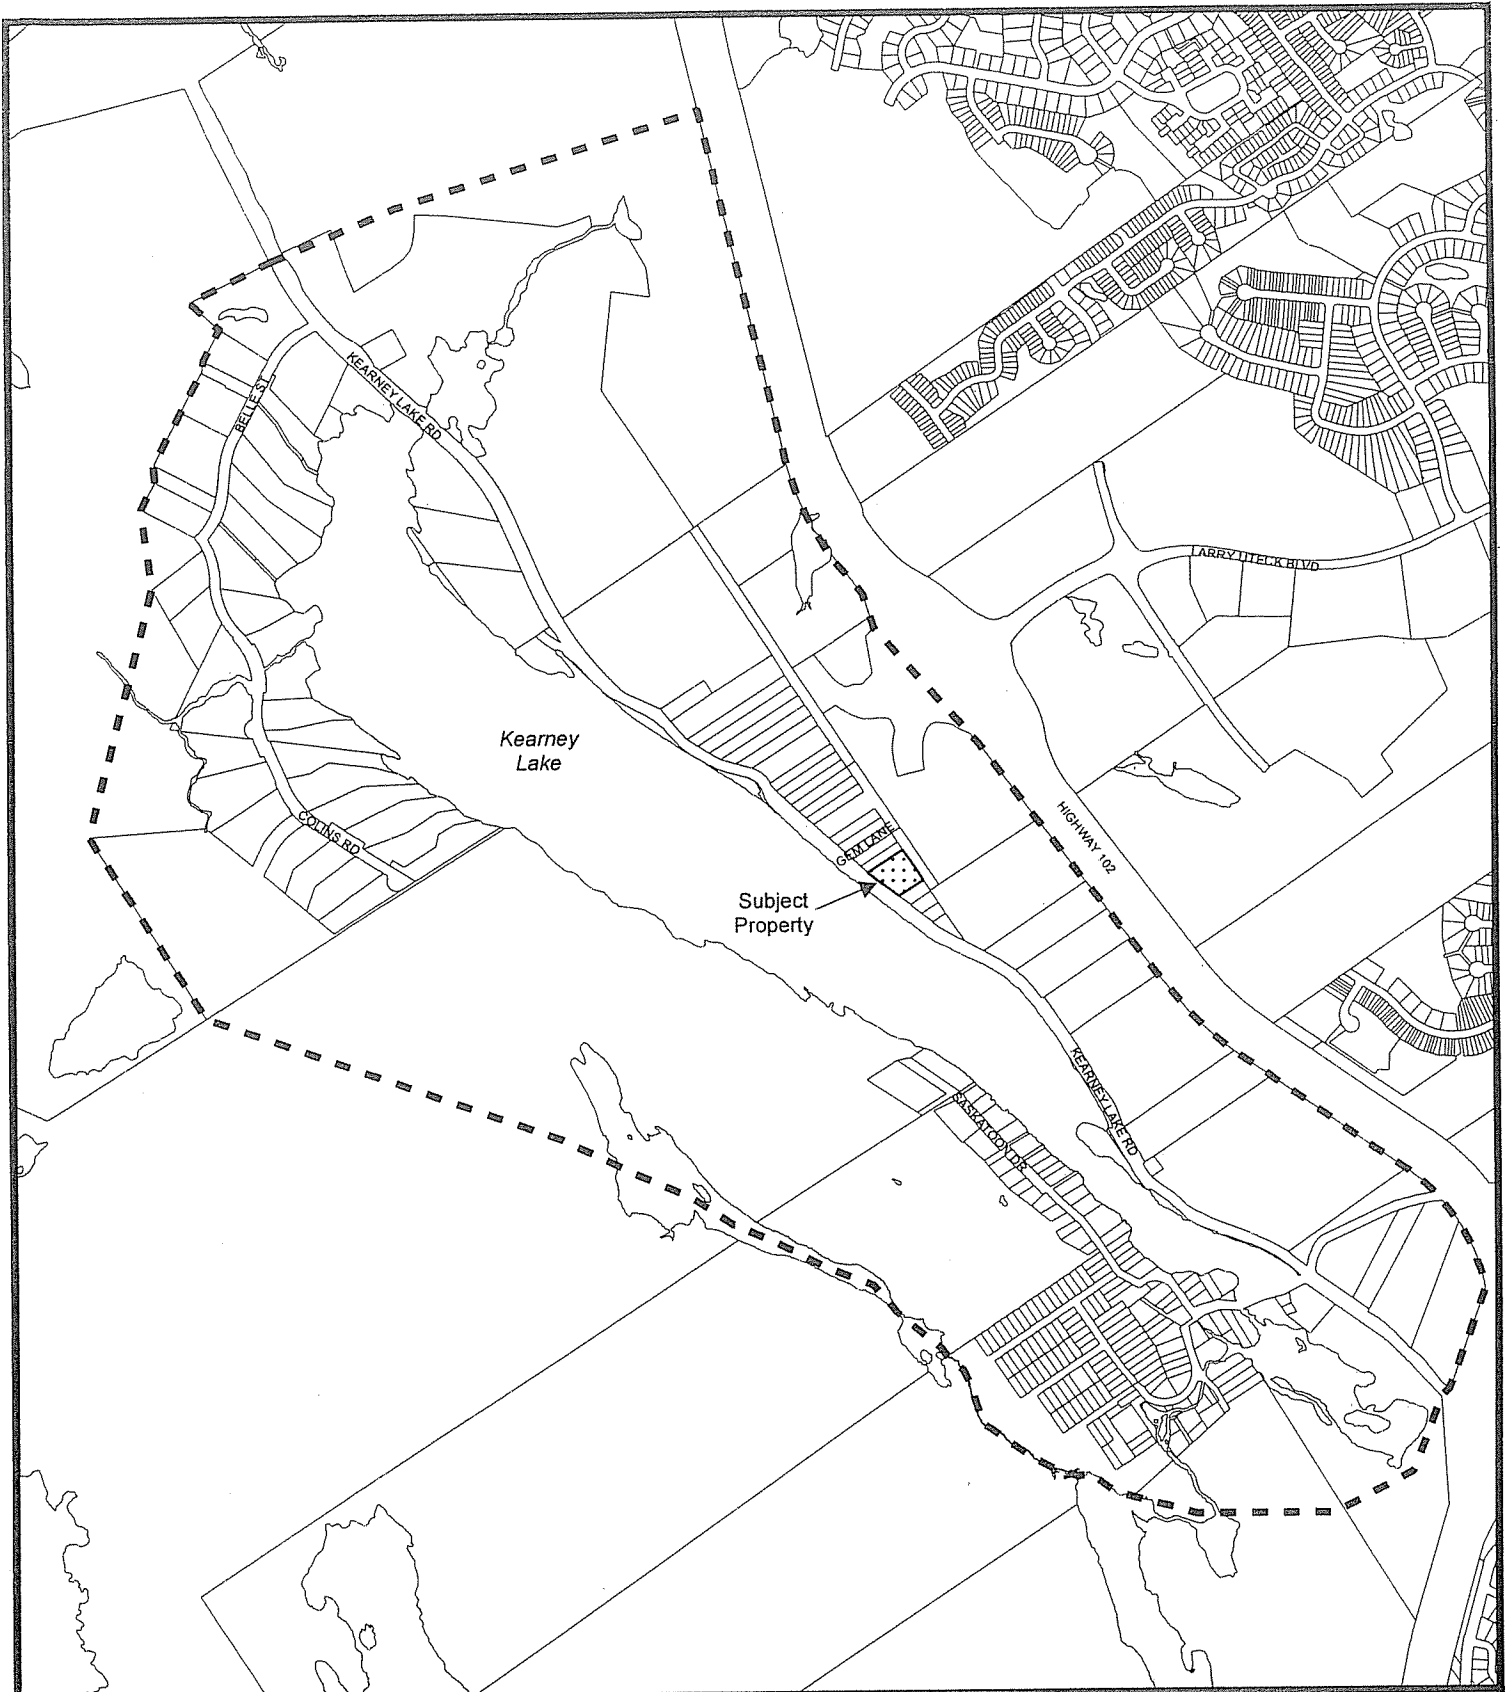 KEARNEY LAKE RD
BELLE ST
LARRY UTECK BLVD
Kearney
Lake
HIGHWAY 102
COLINS RD
GEM LANE
Subject
Property
KEARNEY LAKE RD
SASKATOON DR